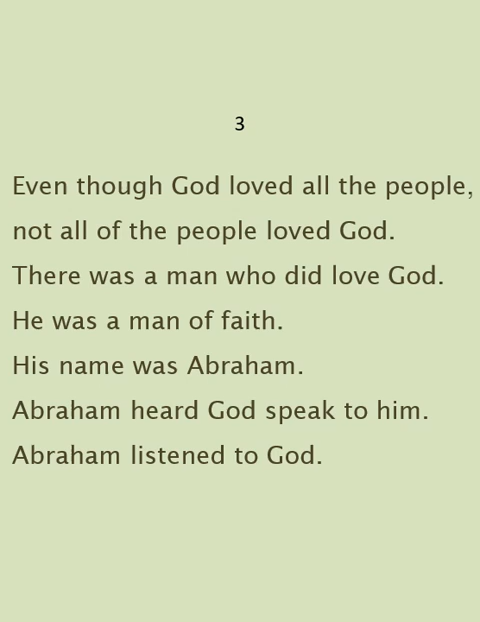 3
Even though God loved all the people,
not all of the people loved God.
There was a man who did love God.
He was a man of faith.
His name was Abraham.
Abraham heard God speak to him.
Abraham listened to God.